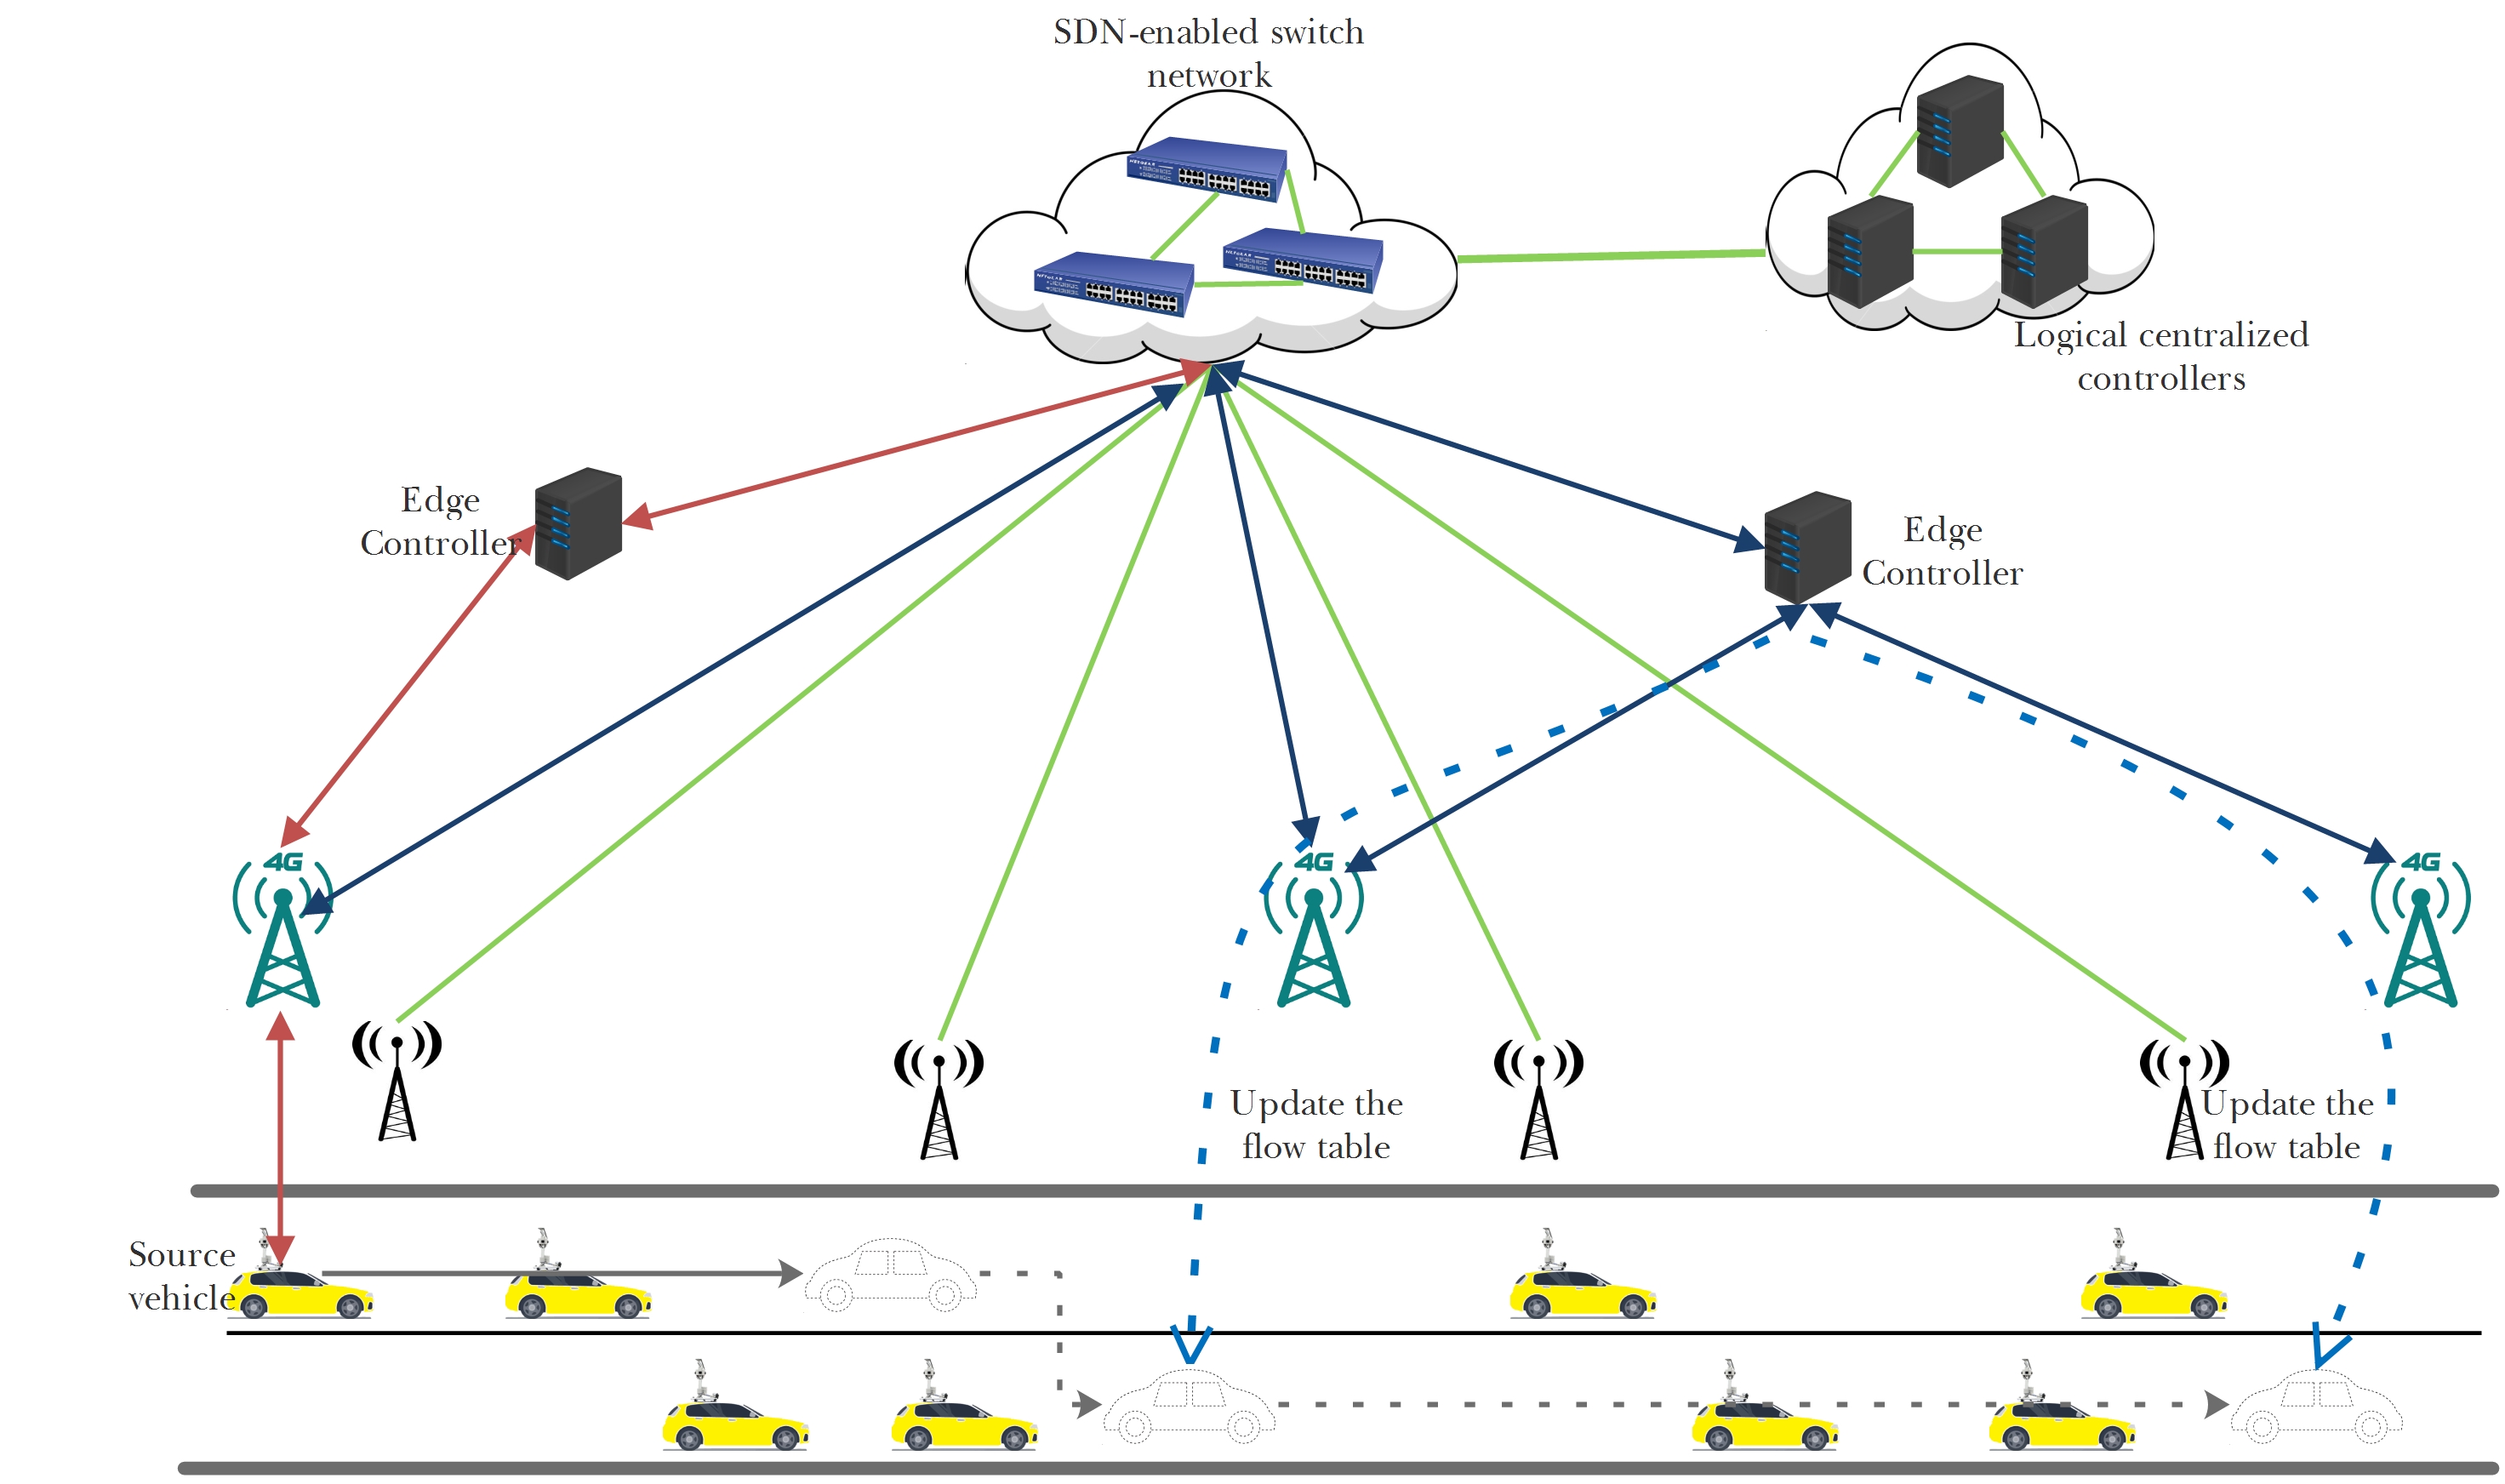 SDN-enabled switch
network
Logical centralized
controllers
Edge
Controller
Edge
Controller
4G
4G
4G
Update the
flow table
Update the
flow table
Source
vehicle